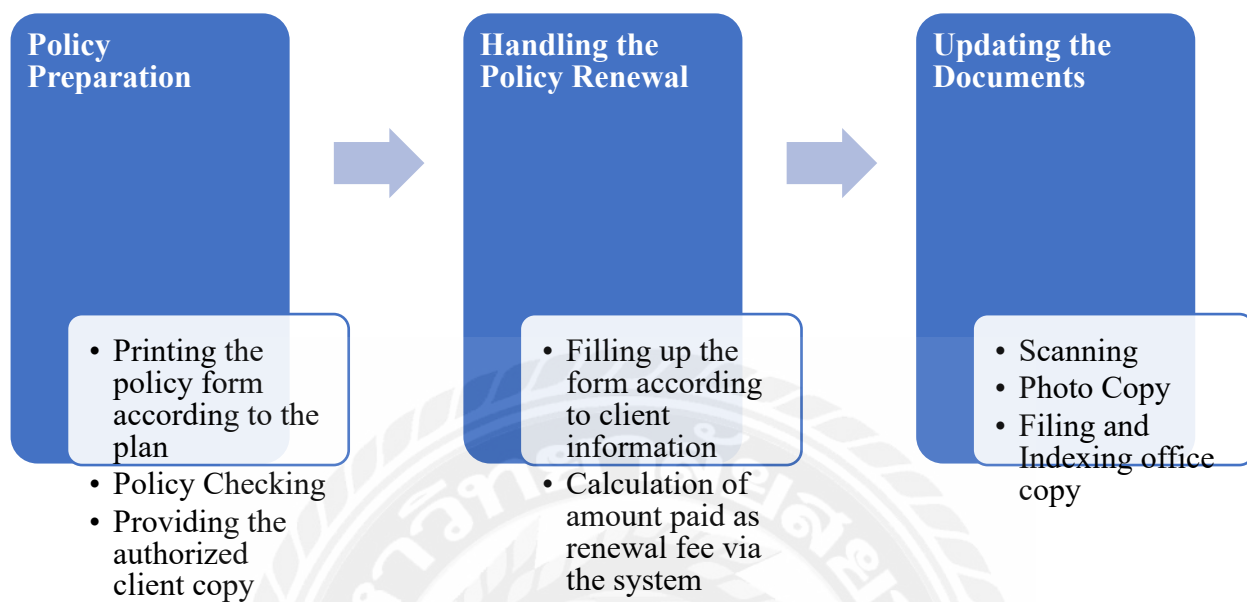 Policy
Preparation
• Printing the
policy form
according to the
plan
• Policy Checking
• Providing the
authorized
client copy
Handling the
Policy Renewal
• Filling up the
form according
to client
information
• Calculation of
amount paid as
renewal fee via
the system
Updating the
Documents
• Scanning
• Photo Copy
• Filing and
Indexing office
copy